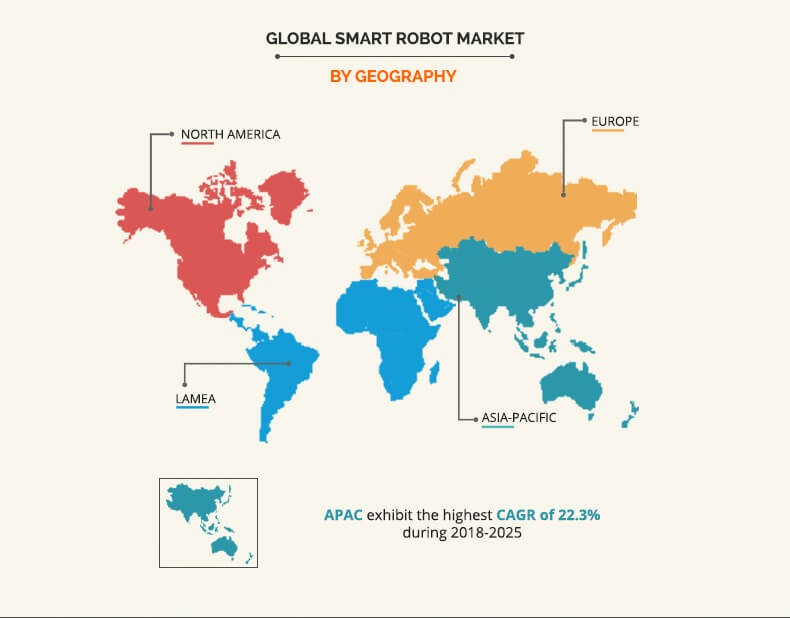 GLOBAL SMART ROBOT MARKET
BY GEOGRAPHY
EUROPE
NORTH AMERICA
LAMEA
ASIA-PACIFIC
APAC exhibit the highest CAGR of 22.3%
during 2018-2025